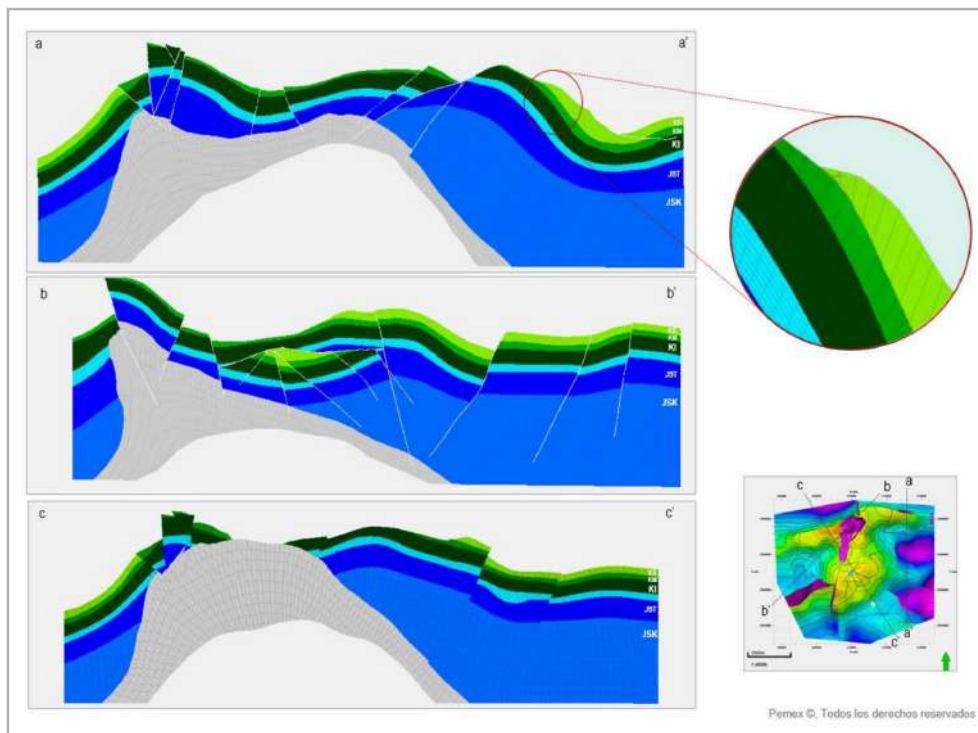 a
a'
KS
KM
KI
JST
JSK
b
b'
KS
KM
KI
JST
JSK
c
c'
KS
KM
KI
JST
JSK
c
b
a
b'
a'
c'
Pemex ©, Todos los derechos reservados